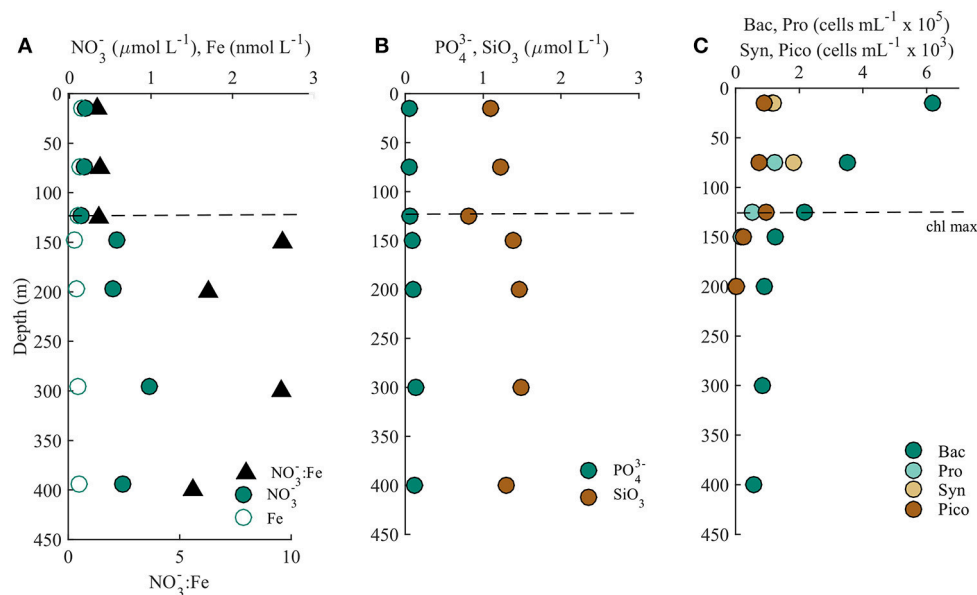 A
NO₃⁻ (μmol L⁻¹), Fe (nmol L⁻¹)
0 1 2 3
0
50
100
150
200
250
300
350
400
450
Depth (m)
NO₃⁻:Fe
NO₃⁻
Fe
0 5 10
NO₃⁻:Fe
B
PO₄³⁻, SiO₃ (μmol L⁻¹)
0 1 2 3
0
50
100
150
200
250
300
350
400
450
PO₄³⁻
SiO₃
C
Bac, Pro (cells mL⁻¹ x 10⁵)
Syn, Pico (cells mL⁻¹ x 10³)
0 2 4 6
0
50
100
150
200
250
300
350
400
450
chl max
Bac
Pro
Syn
Pico